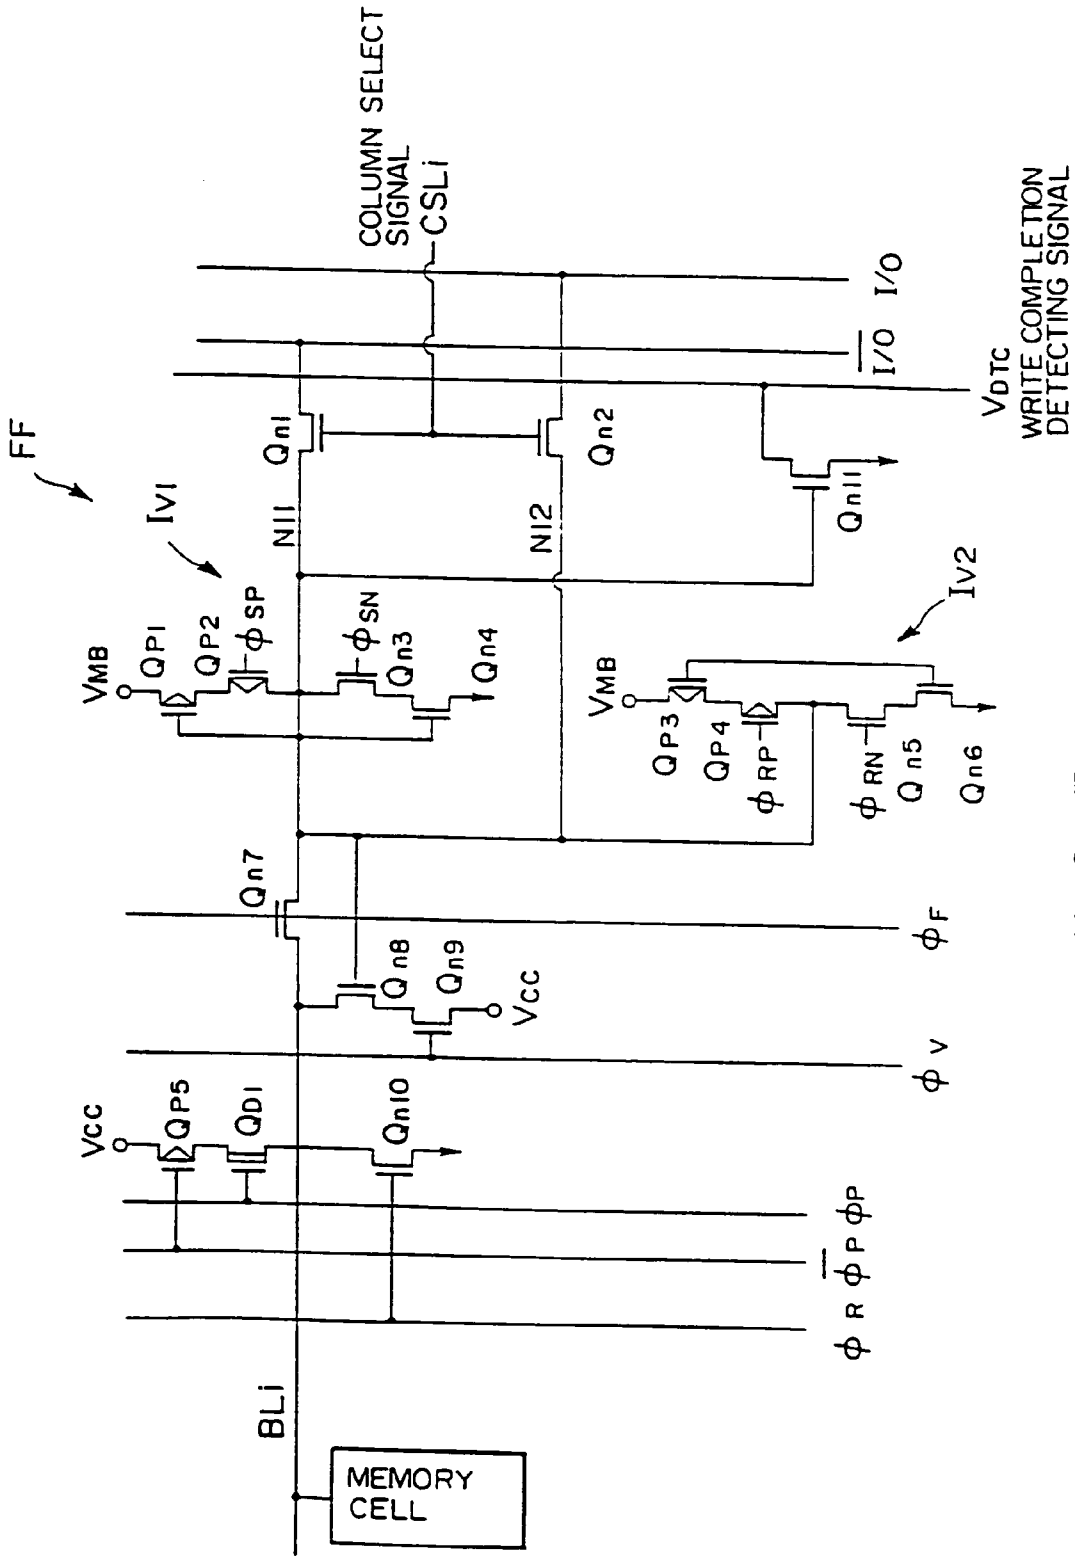 FF
COLUMN SELECT
SIGNAL
CSLi
IV1
VMB
QP1
QP2
ϕSP
N11
Qn1
ϕSN
Qn3
Qn4
N12
Qn2
Qn11
I/O
I/O
VDTC
WRITE COMPLETION
DETECTING SIGNAL
VMB
QP3
QP4
ϕRP
ϕRN
Qn5
Qn6
IV2
Qn7
Qn8
Qn9
VCC
ϕF
ϕV
VCC
QP5
QD1
Qn10
ϕP
ϕP
ϕR
BLi
MEMORY
CELL